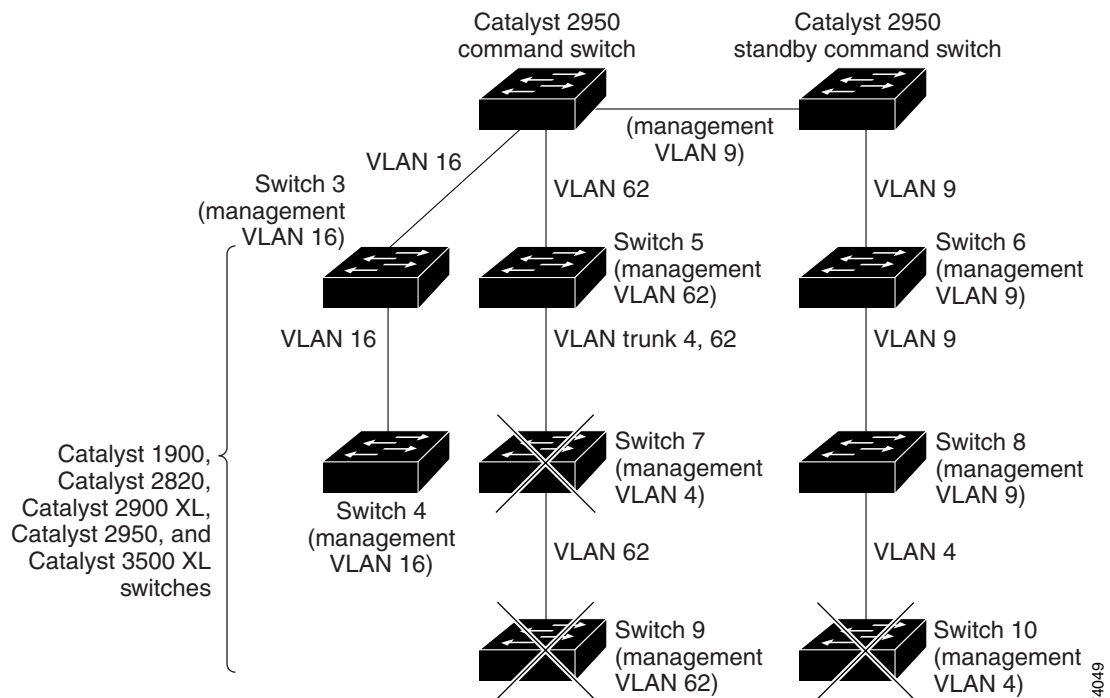 Catalyst 2950
command switch
Catalyst 2950
standby command switch
(management
VLAN 9)
VLAN 16
VLAN 62
VLAN 9
Switch 3
(management
VLAN 16)
Switch 5
(management
VLAN 62)
Switch 6
(management
VLAN 9)
VLAN 16
VLAN trunk 4, 62
VLAN 9
Catalyst 1900,
Catalyst 2820,
Catalyst 2900 XL,
Catalyst 2950, and
Catalyst 3500 XL
switches
Switch 4
(management
VLAN 16)
Switch 7
(management
VLAN 4)
Switch 8
(management
VLAN 9)
VLAN 62
VLAN 4
Switch 9
(management
VLAN 62)
Switch 10
(management
VLAN 4)
4049